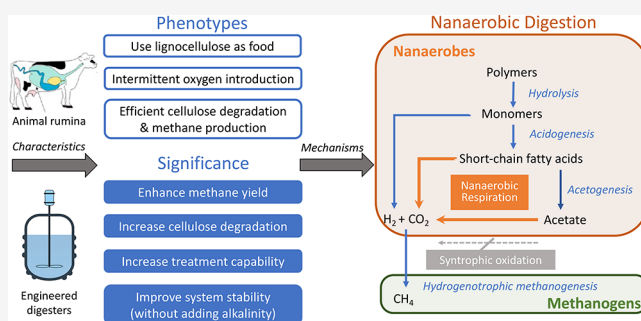 Phenotypes
Use lignocellulose as food
Intermittent oxygen introduction
Efficient cellulose degradation
& methane production
Animal rumina
Characteristics
Significance
Enhance methane yield
Increase cellulose degradation
Increase treatment capability
Improve system stability
(without adding alkalinity)
Engineered
digesters
Mechanisms
Nanaerobic Digestion
Nanaerobes
Polymers
Hydrolysis
Monomers
Acidogenesis
Short-chain fatty acids
Nanaerobic
Respiration
Acetogenesis
H₂ + CO₂
Acetate
Syntrophic oxidation
Hydrogenotrophic methanogenesis
CH₄
Methanogens